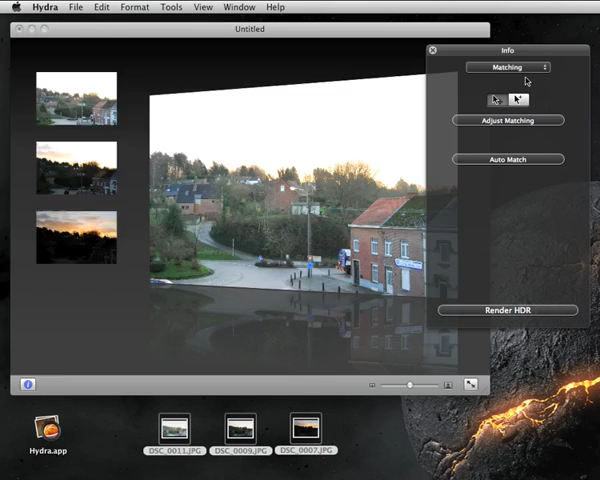 Hydra File Edit Format Tools View Window Help
Untitled
Info
Matching
Adjust Matching
Auto Match
Render HDR
Hydra.app
DSC_0011.JPG
DSC_0009.JPG
DSC_0007.JPG